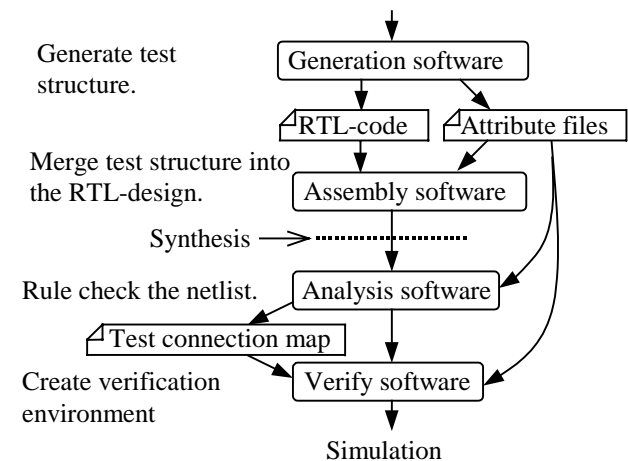 Generate test
structure.
Generation software
RTL-code
Attribute files
Merge test structure into
the RTL-design.
Assembly software
Synthesis
Rule check the netlist.
Analysis software
Test connection map
Create verification
environment
Verify software
Simulation